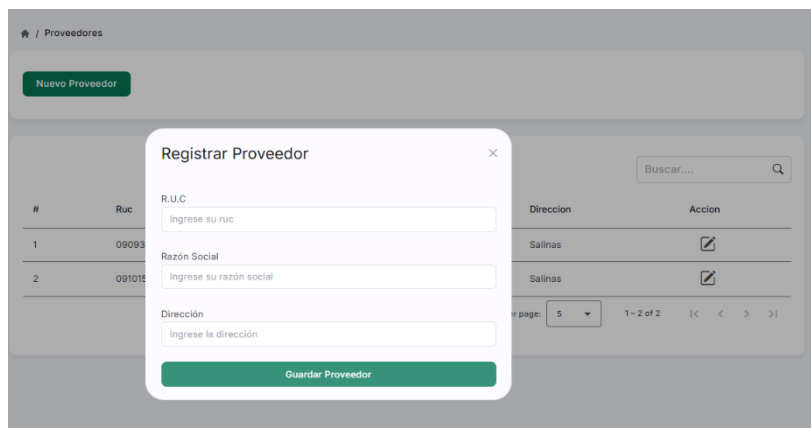 / Proveedores
Nuevo Proveedor
Registrar Proveedor
Buscar....
# Ruc Direccion Accion
R.U.C
Ingrese su ruc
1 09093 Salinas
Razón Social
Ingrese su razón social
2 091015 Salinas
Dirección
Ingrese la dirección
page: 5 1 – 2 of 2
Guardar Proveedor